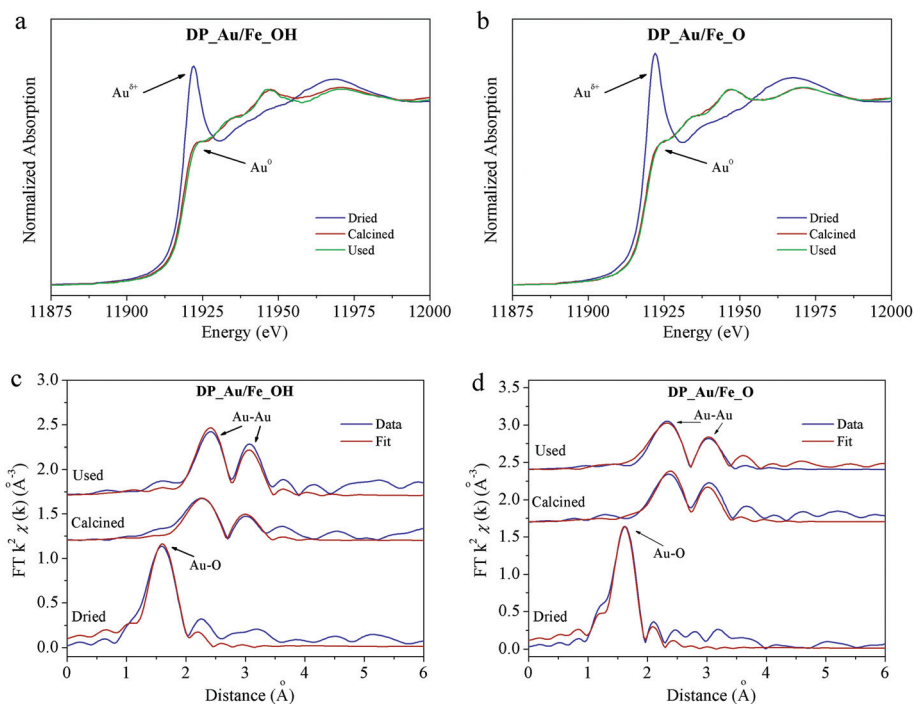 a
DP_Au/Fe_OH
Au^δ+
Au^0
Dried
Calcined
Used
Normalized Absorption
11875 11900 11925 11950 11975 12000
Energy (eV)
b
DP_Au/Fe_O
Au^δ+
Au^0
Dried
Calcined
Used
Normalized Absorption
11875 11900 11925 11950 11975 12000
Energy (eV)
c
DP_Au/Fe_OH
3.0
2.5
2.0
1.5
1.0
0.5
0.0
FT k² χ (k) (Å⁻³)
Au-Au
Data
Fit
Used
Calcined
Au-O
Dried
0 1 2 3 4 5 6
Distance (Å)
d
DP_Au/Fe_O
3.5
3.0
2.5
2.0
1.5
1.0
0.5
0.0
FT k² χ (k) (Å⁻³)
Au-Au
Data
Fit
Used
Calcined
Au-O
Dried
0 1 2 3 4 5 6
Distance (Å)